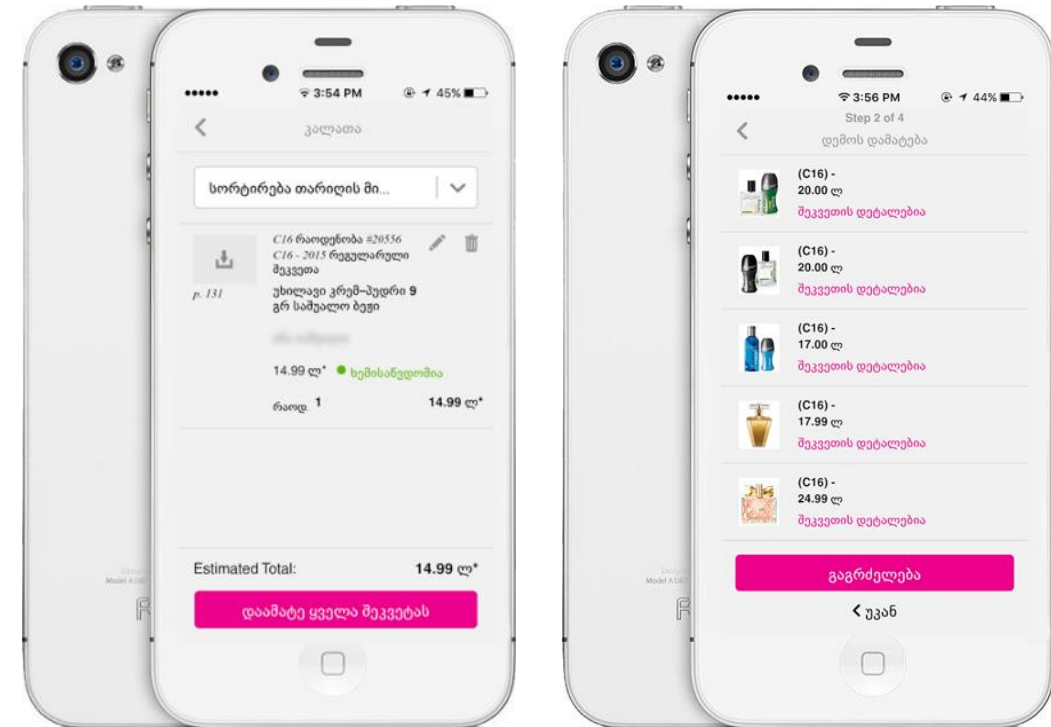 3:54 PM 45%
კალათა
სორტირება თარიღის მი...
C16 რაოდენობა #20556
C16 - 2015 რეგულარული
შეკვეთა
p. 131
უხილავი კრემ-პუდრი 9
გრ საშუალო ბეჟი
14.99 ლ* ხემისაწვდომია
რაოდ. 1 14.99 ლ*
Estimated Total: 14.99 ლ*
დაამატე ყველა შეკვეტას
3:56 PM 44%
Step 2 of 4
დემოს დამატება
(C16) -
20.00 ლ
შეკვეთის დეტალებია
(C16) -
20.00 ლ
შეკვეთის დეტალებია
(C16) -
17.00 ლ
შეკვეთის დეტალებია
(C16) -
17.99 ლ
შეკვეთის დეტალებია
(C16) -
24.99 ლ
შეკვეთის დეტალებია
გაგრძელება
უკან